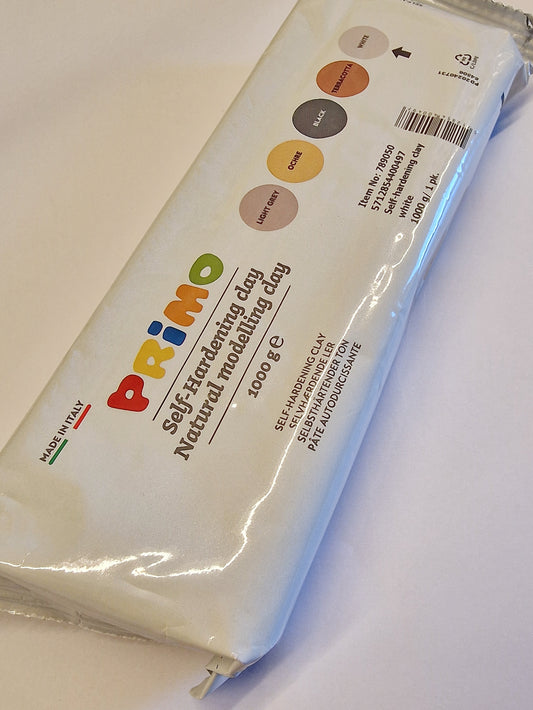 WHITE
TERRACOTTA
BLACK
OCHRE
LIGHT GREY
PRiMO
Self-Hardening clay
Natural modelling clay
1000 g e
MADE IN ITALY
SELF-HARDENING CLAY
SELVHÆRDENDE LER
SELBSTHÄRTENDER TON
PÂTE AUTODURCISSANTE
Item No: 789050
5712854400497
Self-hardening clay
white
1000 g/ 1 pk.
PO20240731